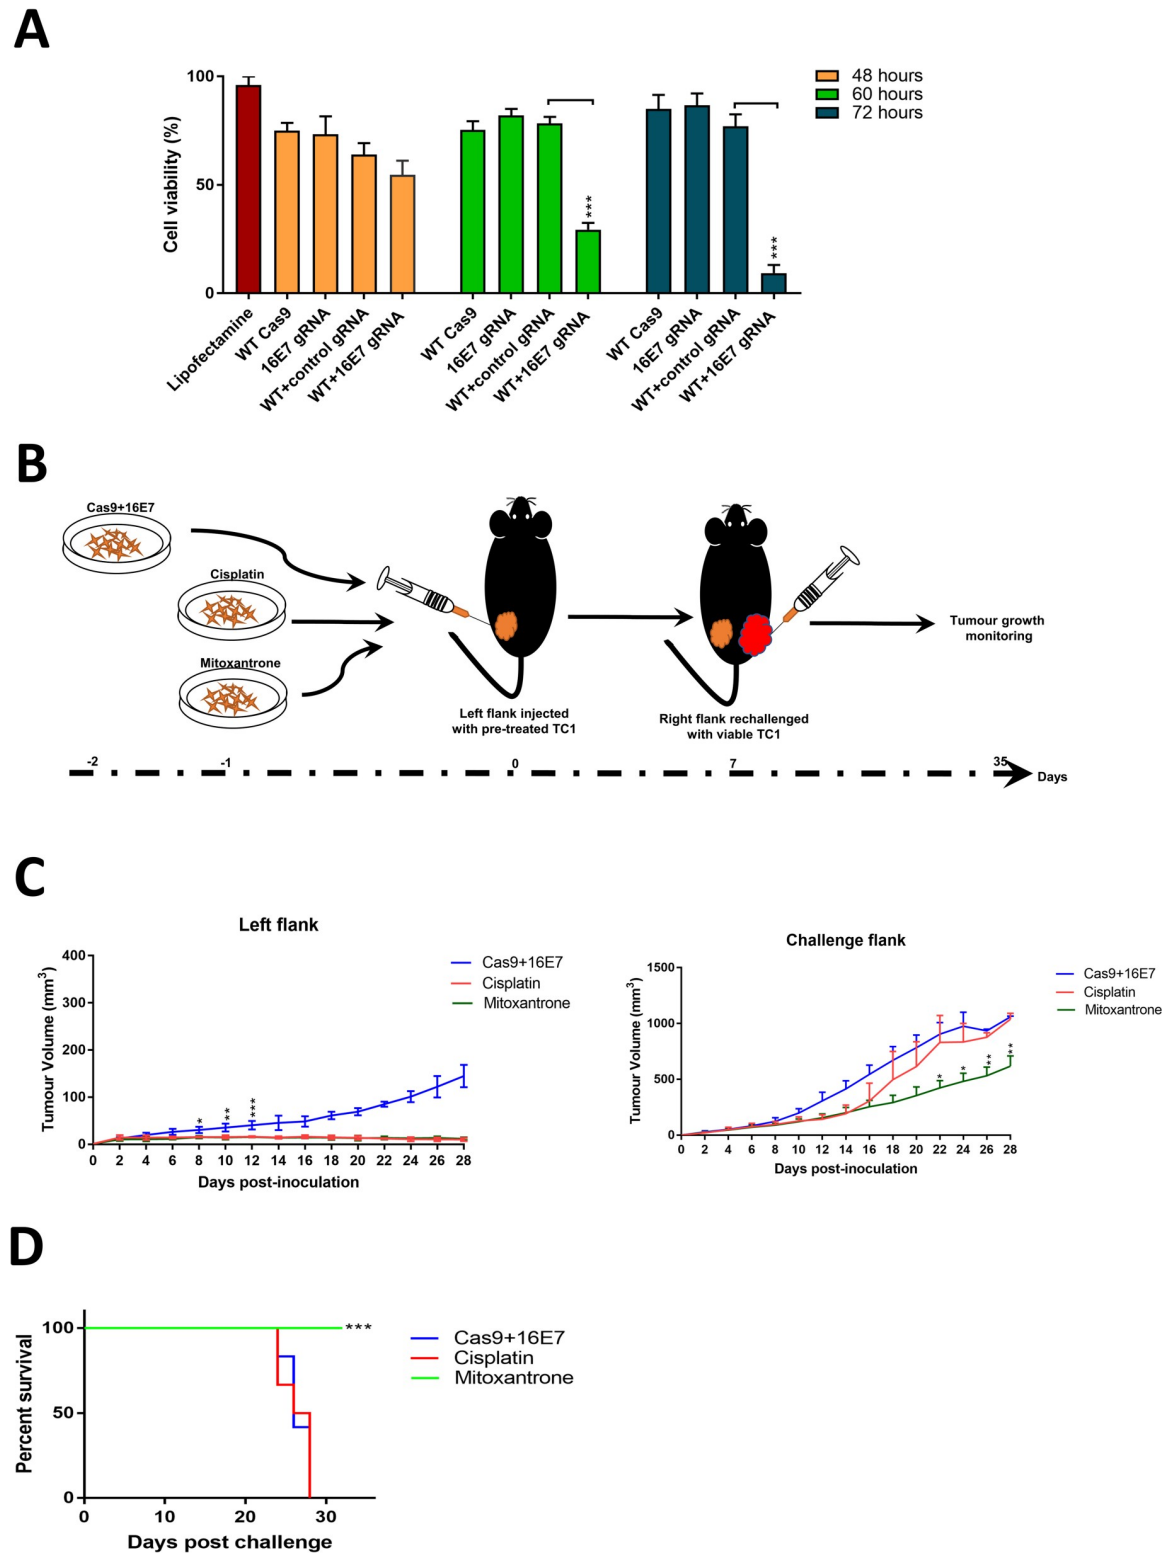 A
Cell viability (%)
100
50
0
48 hours
60 hours
72 hours
***
***
Lipofectamine
WT Cas9
16E7 gRNA
WT+control gRNA
WT+16E7 gRNA
WT Cas9
16E7 gRNA
WT+control gRNA
WT+16E7 gRNA
WT Cas9
16E7 gRNA
WT+control gRNA
WT+16E7 gRNA
B
Cas9+16E7
Cisplatin
Mitoxantrone
Left flank injected
with pre-treated TC1
Right flank rechallenged
with viable TC1
Tumour growth
monitoring
-2 -1 0 7 35
Days
C
Left flank
Tumour Volume (mm3)
400
300
200
100
0
* ** ***
0 2 4 6 8 10 12 14 16 18 20 22 24 26 28
Days post-inoculation
Cas9+16E7
Cisplatin
Mitoxantrone
Challenge flank
Tumour Volume (mm3)
1500
1000
500
0
* * ** **
0 2 4 6 8 10 12 14 16 18 20 22 24 26 28
Days post-inoculation
Cas9+16E7
Cisplatin
Mitoxantrone
D
Percent survival
100
50
0
***
0 10 20 30
Days post challenge
Cas9+16E7
Cisplatin
Mitoxantrone